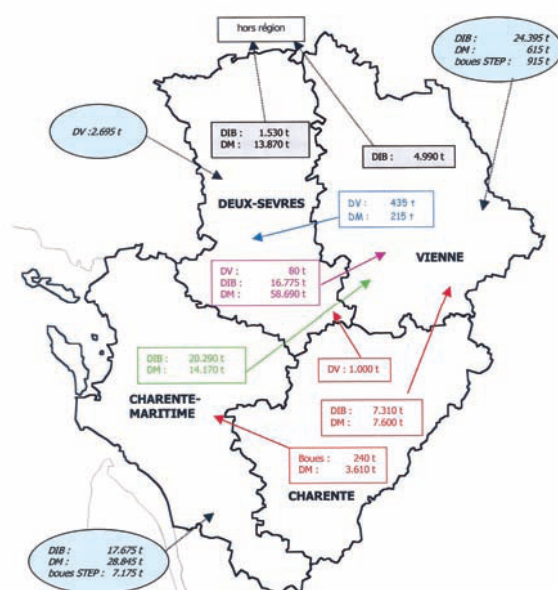 hors région
DIB : 24.395 t
DM : 615 t
boues STEP : 915 t
DV :2.695 t
DIB : 1.530 t
DM : 13.870 t
DIB : 4.990 t
DEUX-SEVRES
DV : 435 t
DM : 215 t
VIENNE
DV : 80 t
DIB : 16.775 t
DM : 58.690 t
DIB : 20.290 t
DM : 14.170 t
DV : 1.000 t
CHARENTE-
MARITIME
DIB : 7.310 t
DM : 7.600 t
Boues : 240 t
DM : 3.610 t
CHARENTE
DIB : 17.675 t
DM : 28.845 t
boues STEP : 7.175 t